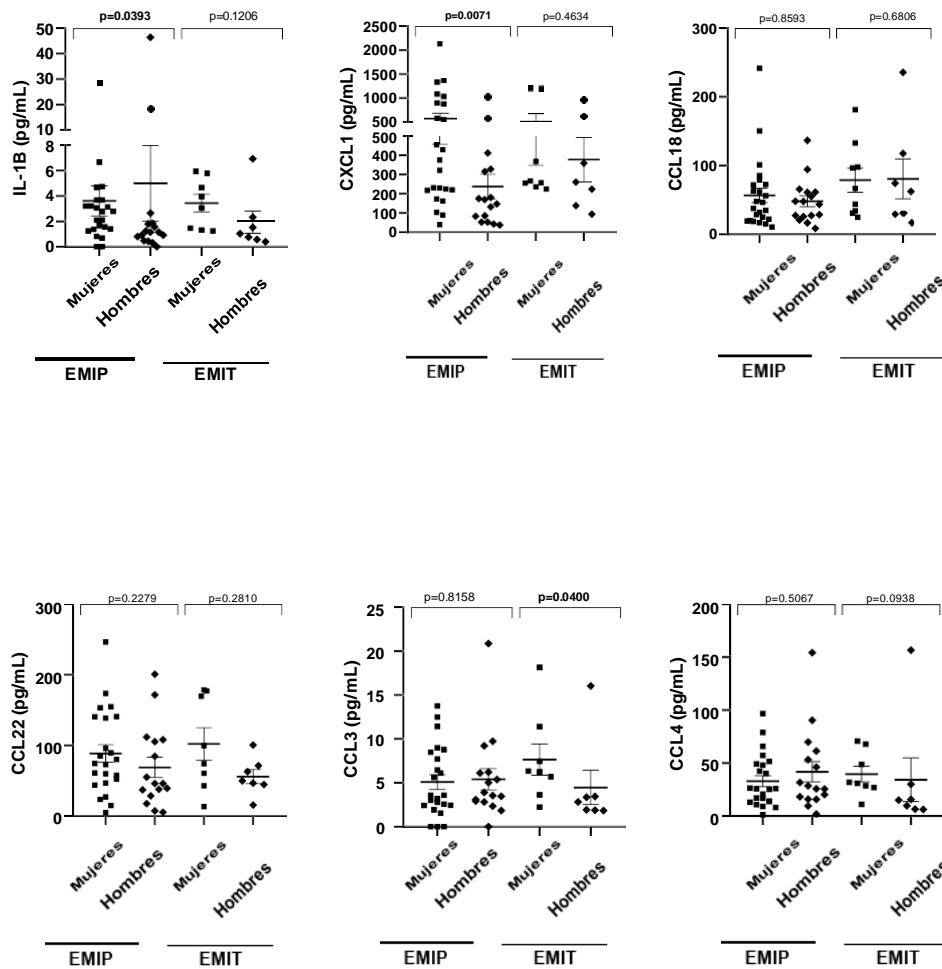 p=0.0393 p=0.1206
IL-1B (pg/mL)
50
40
30
20
10
8
6
4
2
0
Mujeres Hombres Mujeres Hombres
EMIP EMIT
p=0.0071 p=0.4634
CXCL1 (pg/mL)
2500
2000
1500
1000
500
500
400
300
200
100
0
Mujeres Hombres Mujeres Hombres
EMIP EMIT
p=0.8593 p=0.6806
CCL18 (pg/mL)
300
200
100
0
Mujeres Hombres Mujeres Hombres
EMIP EMIT
p=0.2279 p=0.2810
CCL22 (pg/mL)
300
200
100
0
Mujeres Hombres Mujeres Hombres
EMIP EMIT
p=0.8158 p=0.0400
CCL3 (pg/mL)
25
20
15
10
5
0
Mujeres Hombres Mujeres Hombres
EMIP EMIT
p=0.5067 p=0.0938
CCL4 (pg/mL)
200
150
100
50
0
Mujeres Hombres Mujeres Hombres
EMIP EMIT